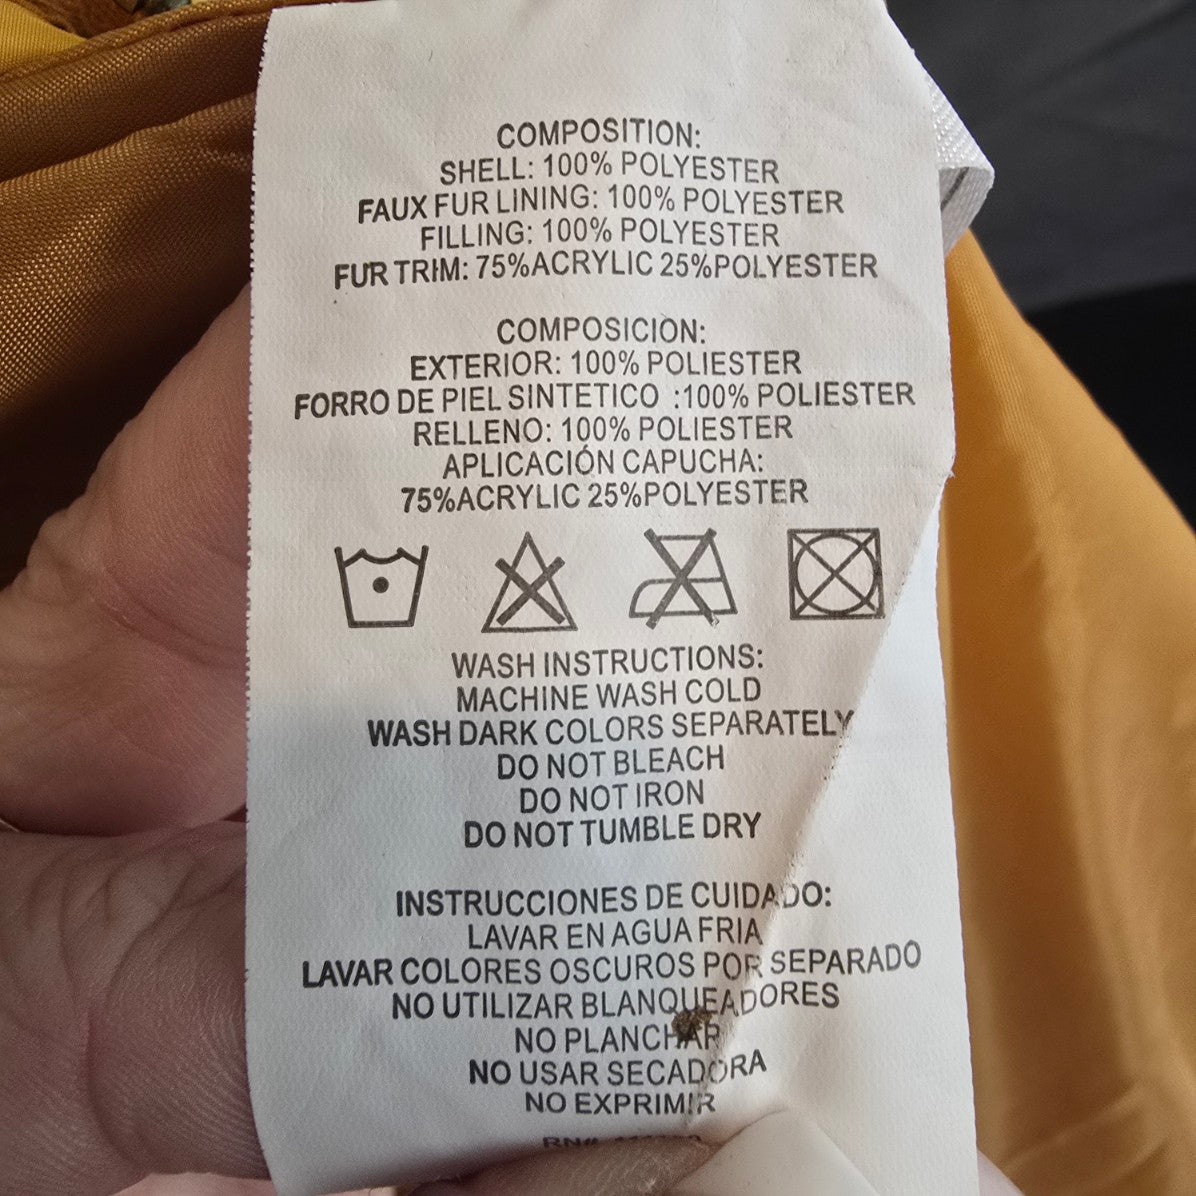 COMPOSITION:
SHELL: 100% POLYESTER
FAUX FUR LINING: 100% POLYESTER
FILLING: 100% POLYESTER
FUR TRIM: 75%ACRYLIC 25%POLYESTER
COMPOSICIÓN:
EXTERIOR: 100% POLIESTER
FORRO DE PIEL SINTETICO :100% POLIESTER
RELLENO: 100% POLIESTER
APLICACIÓN CAPUCHA:
75%ACRYLIC 25%POLYESTER
WASH INSTRUCTIONS:
MACHINE WASH COLD
WASH DARK COLORS SEPARATELY
DO NOT BLEACH
DO NOT IRON
DO NOT TUMBLE DRY
INSTRUCCIONES DE CUIDADO:
LAVAR EN AGUA FRIA
LAVAR COLORES OSCUROS POR SEPARADO
NO UTILIZAR BLANQUEADORES
NO PLANCHAR
NO USAR SECADORA
NO EXPRIMIR
RN#